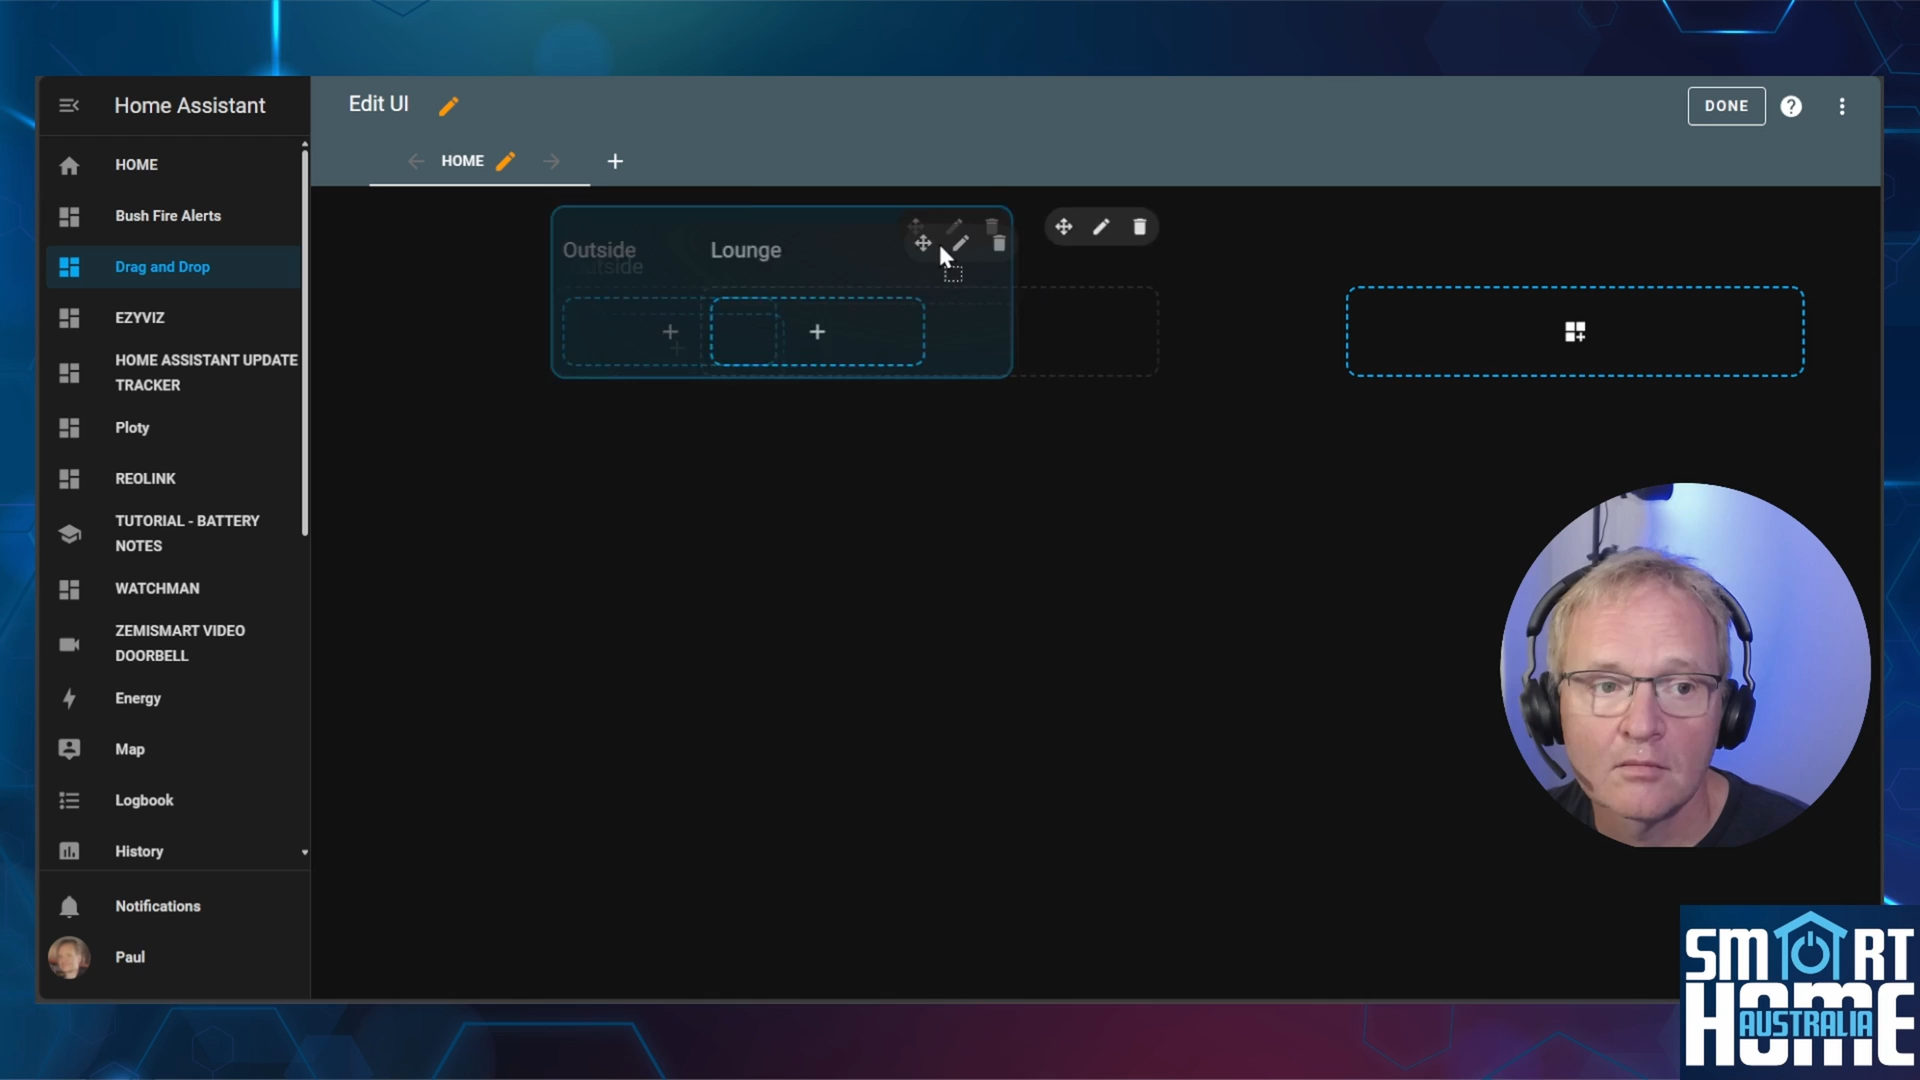 Home Assistant
Edit UI
DONE
HOME
HOME
Bush Fire Alerts
Drag and Drop
EZYVIZ
HOME ASSISTANT UPDATE
TRACKER
Ploty
REOLINK
TUTORIAL - BATTERY
NOTES
WATCHMAN
ZEMISMART VIDEO
DOORBELL
Energy
Map
Logbook
History
Notifications
Paul
Outside
Lounge
Outside
SMART
HOME
AUSTRALIA